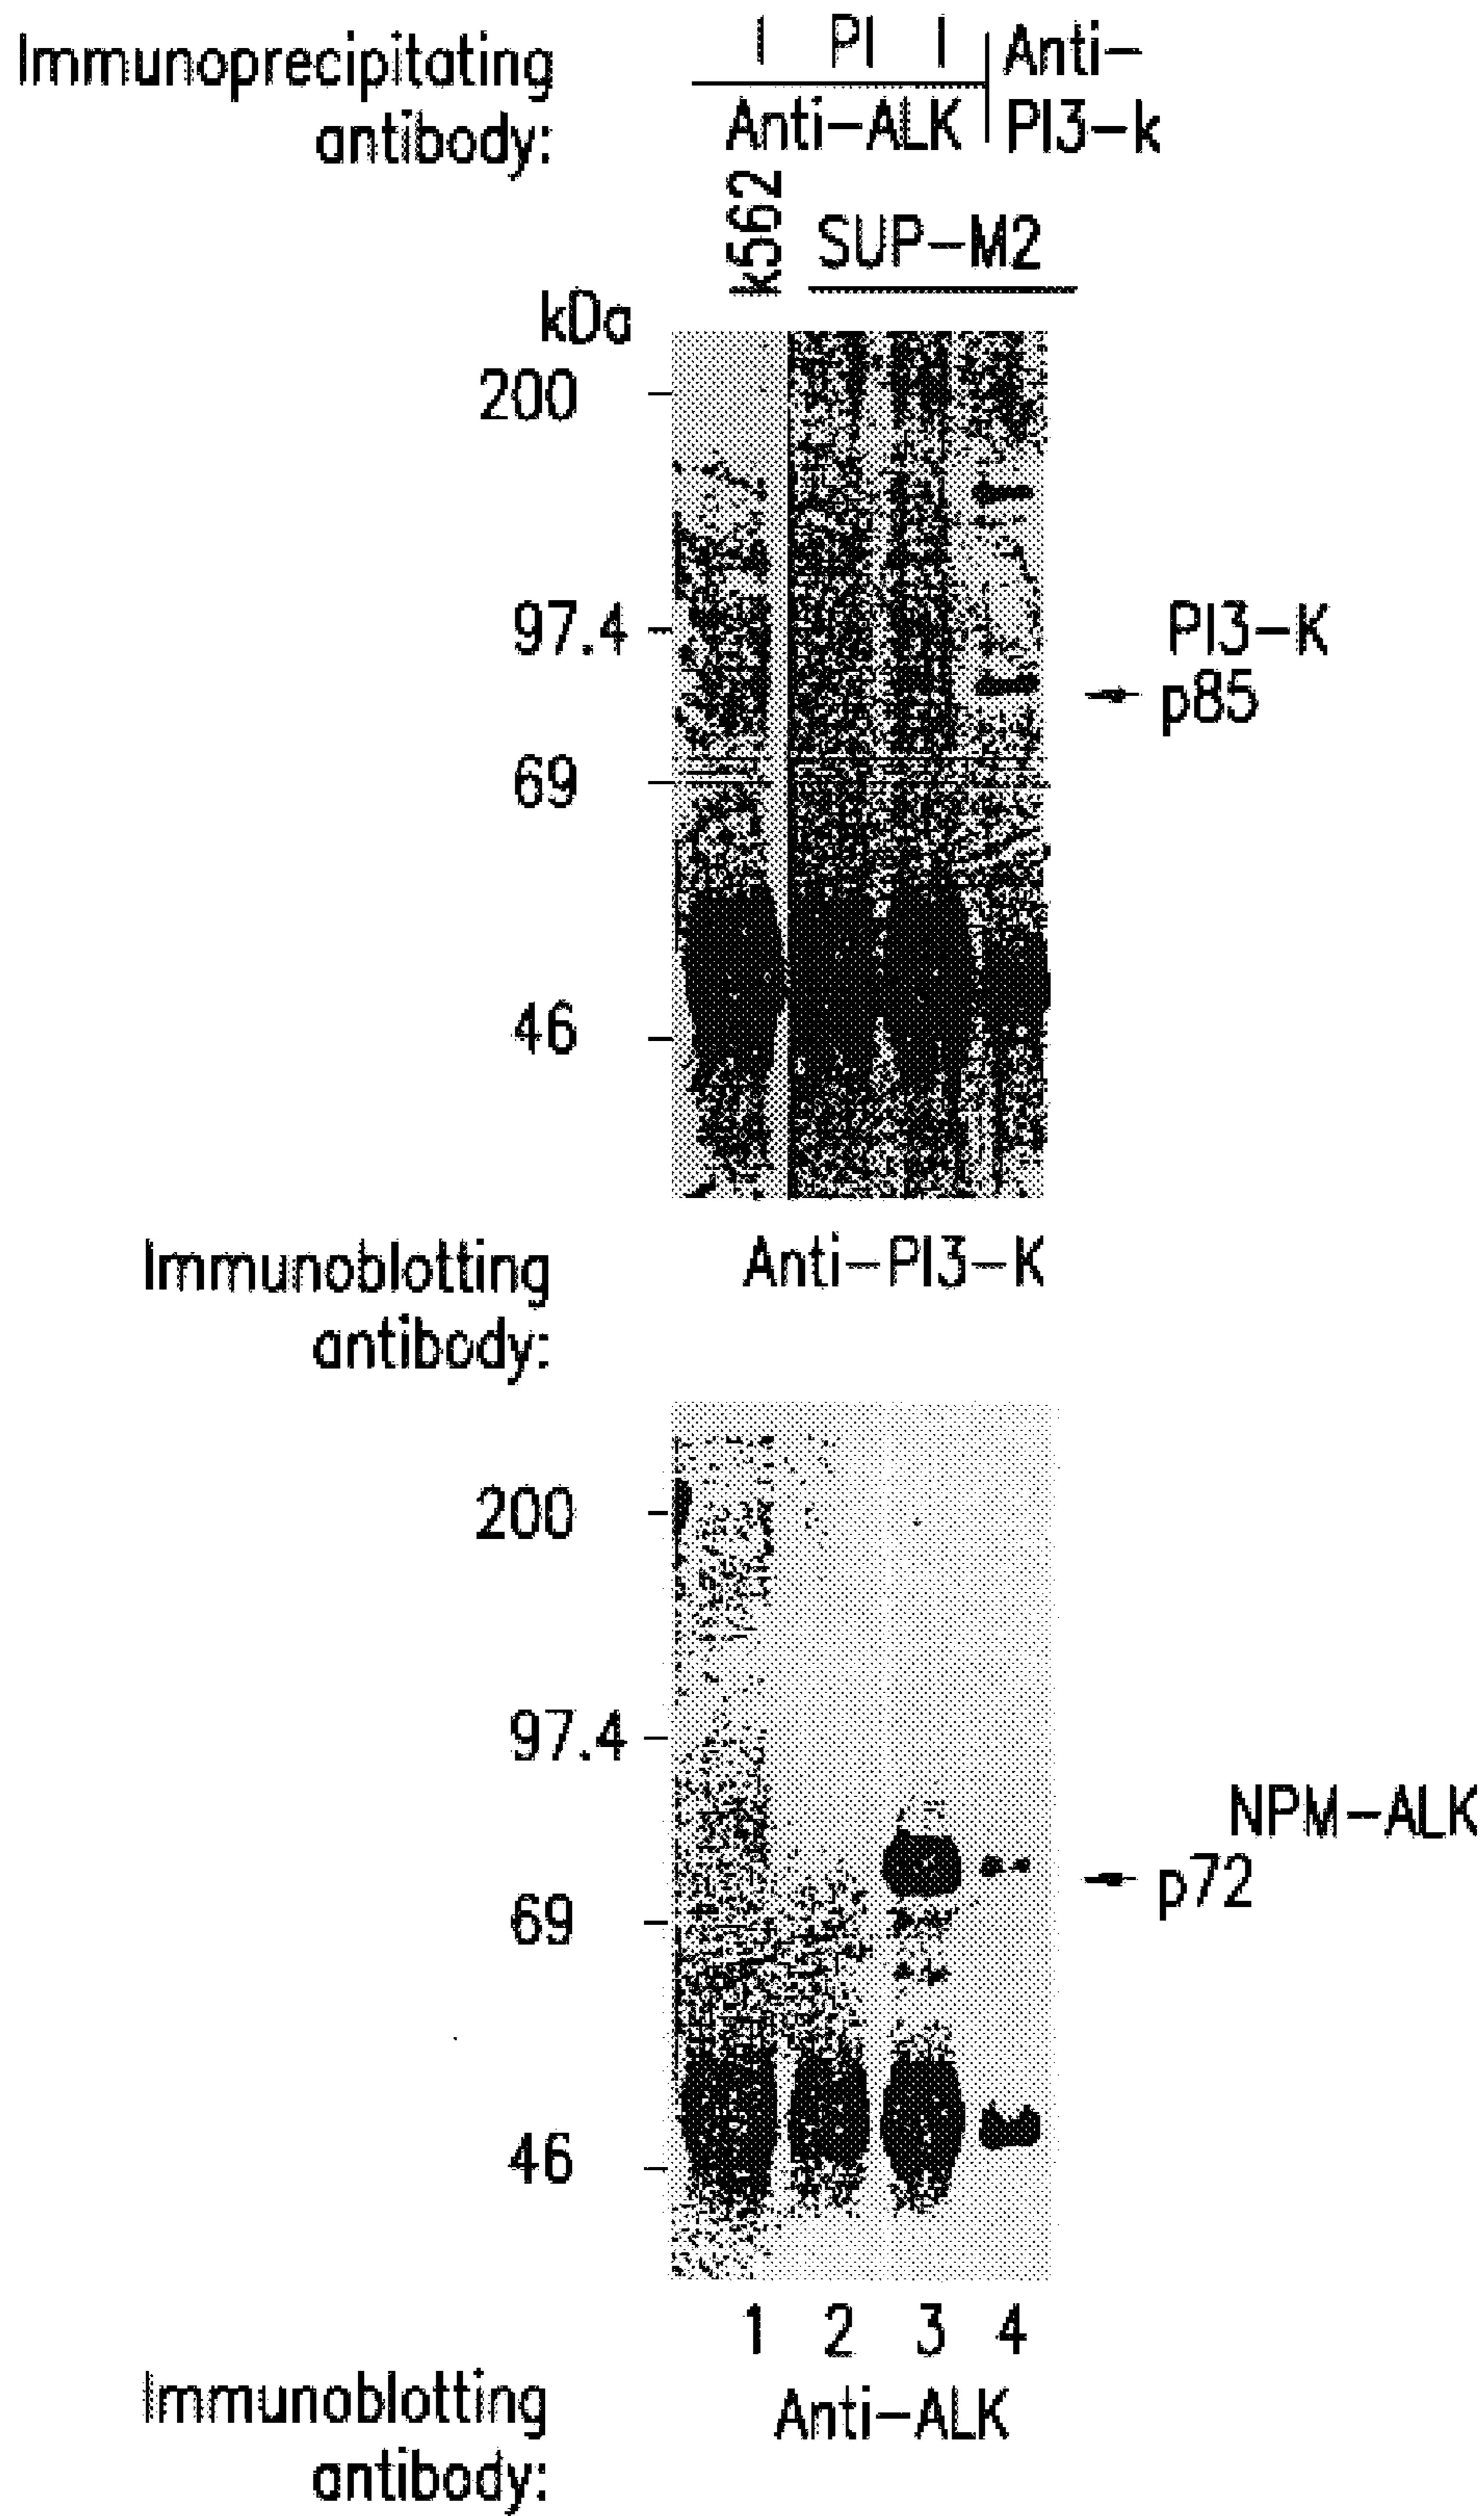 Immunoprecipitating
antibody:
I PI I
Anti-ALK
Anti-
PI3-k
k562
SUP-M2
kDa
200
97.4
69
46
PI3-K
p85
Immunoblotting
antibody:
Anti-PI3-K
200
97.4
69
46
NPM-ALK
p72
1 2 3 4
Immunoblotting
antibody:
Anti-ALK